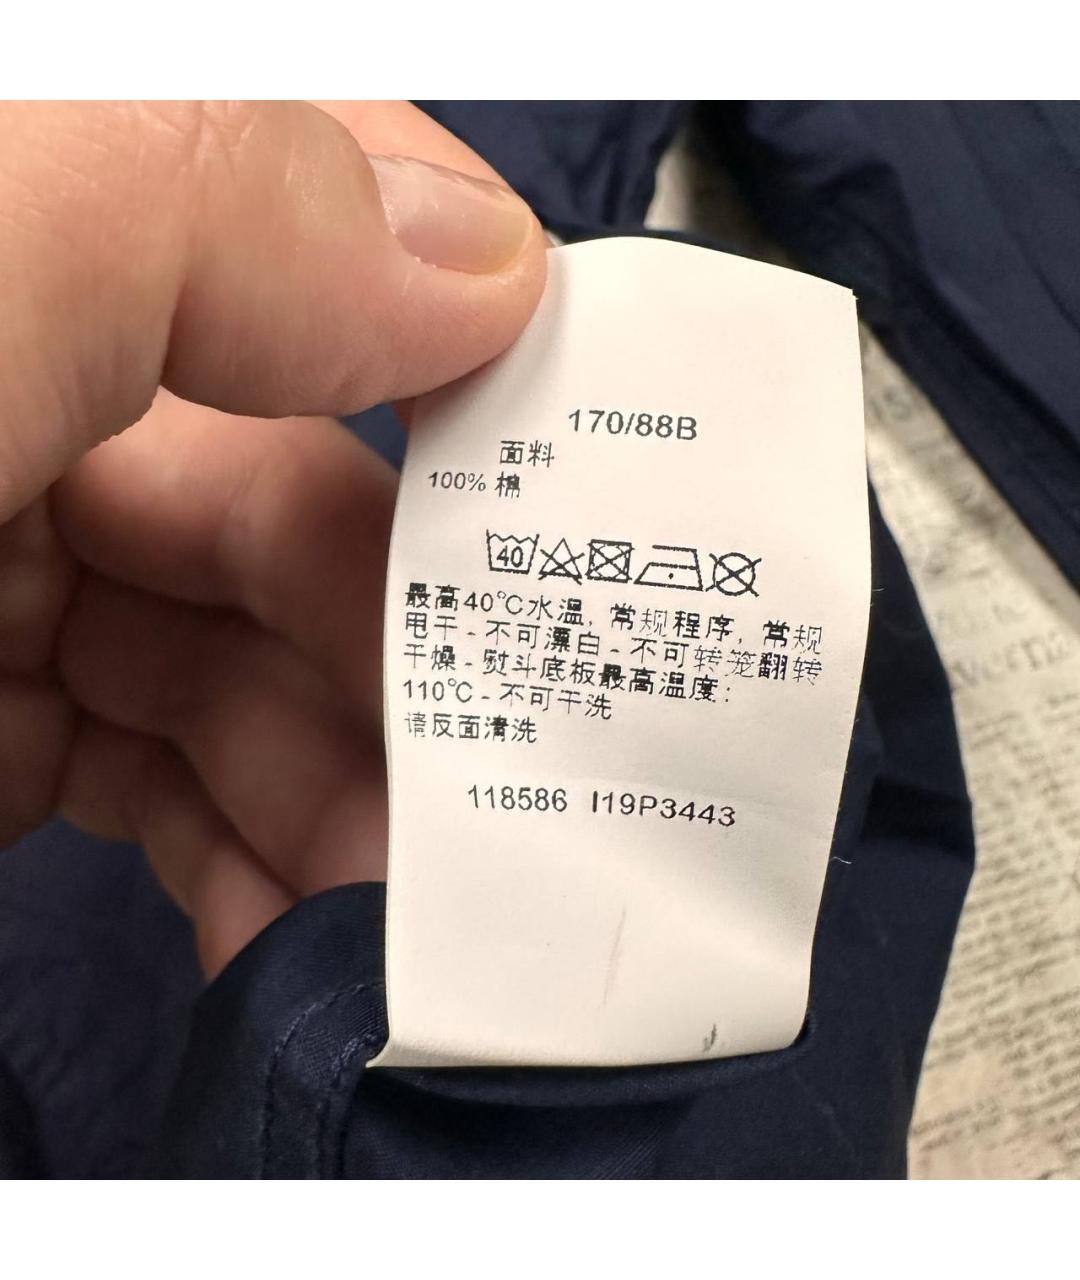 170/88B
面料
100% 棉
40
最高40°C水温, 常规程序, 常规
甩干 - 不可漂白 - 不可转笼翻转
干燥 - 熨斗底板最高温度:
110°C - 不可干洗
请反面清洗
118586 I19P3443